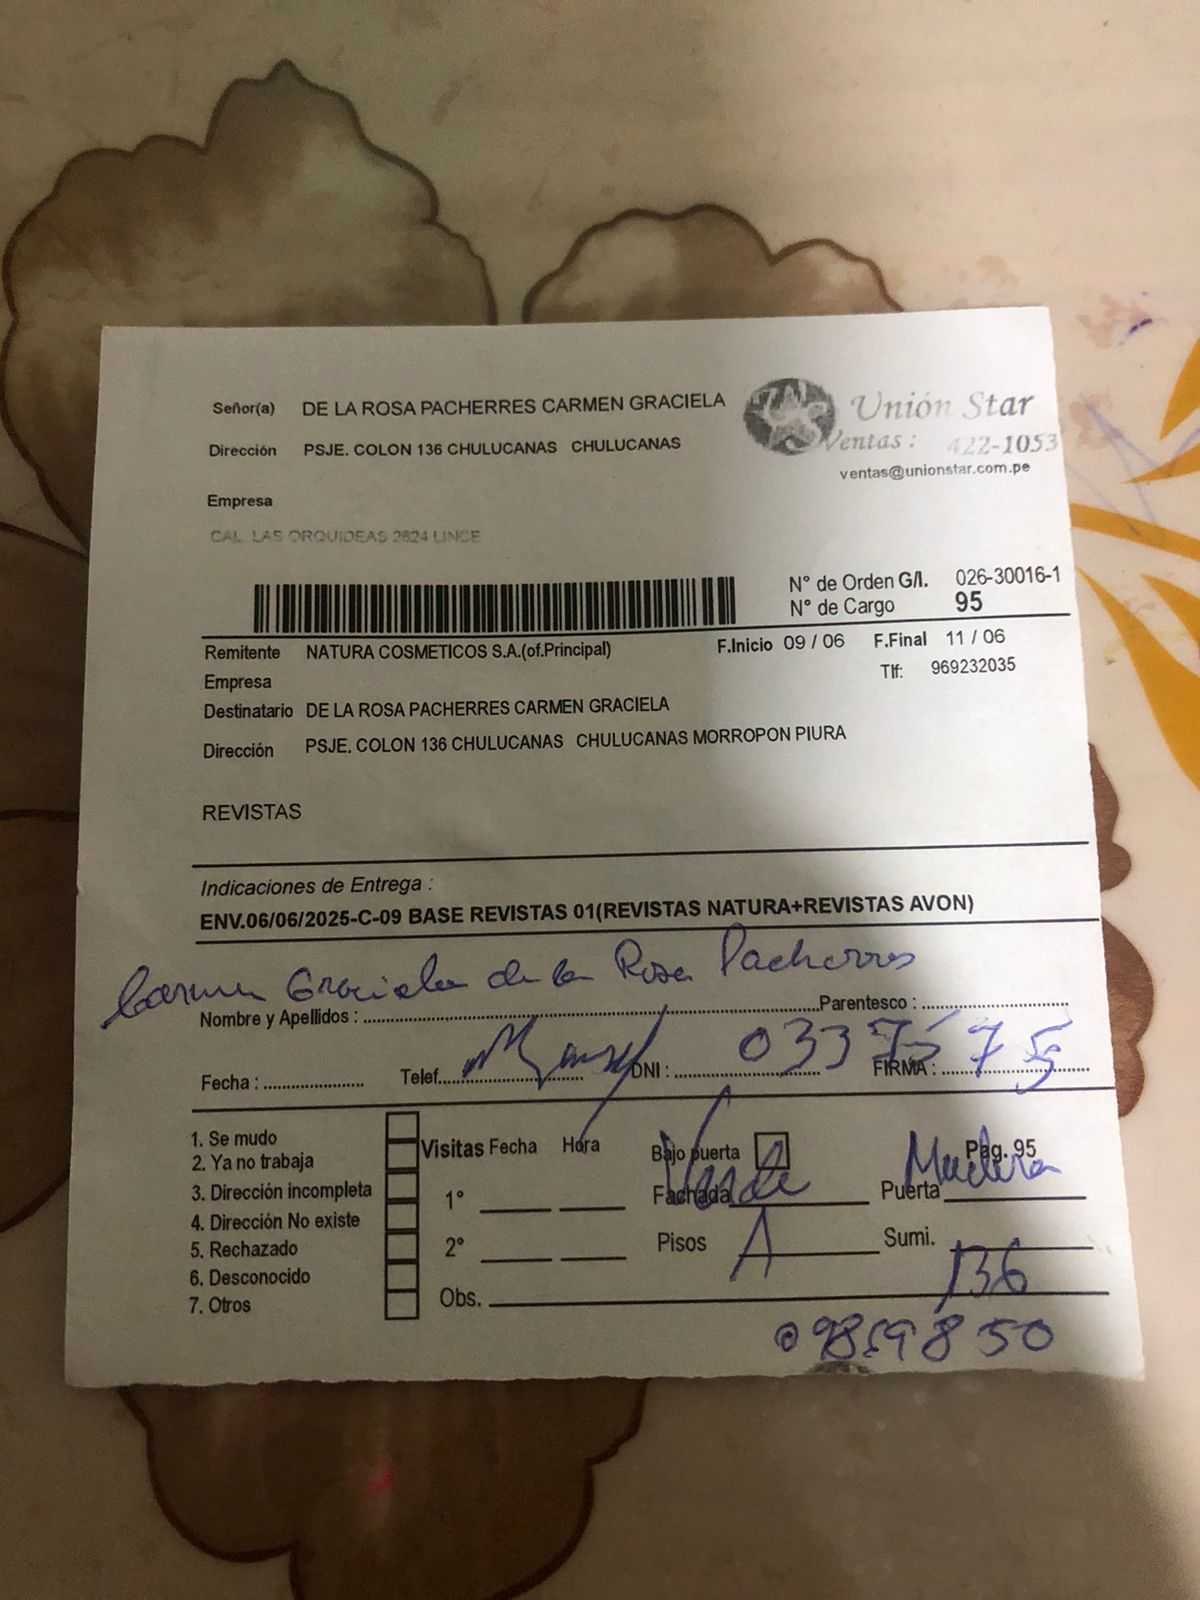 Señor(a) DE LA ROSA PACHERRES CARMEN GRACIELA
Unión Star
Dirección PSJE. COLON 136 CHULUCANAS CHULUCANAS
Ventas : 422-1053
ventas@unionstar.com.pe
Empresa
CAL. LAS ORQUIDEAS 2624 LINCE
N° de Orden G/I. 026-30016-1
N° de Cargo 95
Remitente NATURA COSMETICOS S.A.(of.Principal) F.Inicio 09 / 06 F.Final 11 / 06
Empresa Tlf: 969232035
Destinatario DE LA ROSA PACHERRES CARMEN GRACIELA
Dirección PSJE. COLON 136 CHULUCANAS CHULUCANAS MORROPON PIURA
REVISTAS
Indicaciones de Entrega :
ENV.06/06/2025-C-09 BASE REVISTAS 01(REVISTAS NATURA+REVISTAS AVON)
Carmen Graciela de la Rosa Pacherres
Nombre y Apellidos : Parentesco :
Fecha : Telef. DNI : 0337575 FIRMA :
1. Se mudo
2. Ya no trabaja
3. Dirección incompleta
4. Dirección No existe
5. Rechazado
6. Desconocido
7. Otros
Visitas Fecha Hora Bajo puerta Pág. 95
1° Fachada Verde Puerta Madera
2° Pisos 1 Sumi. 136
Obs.